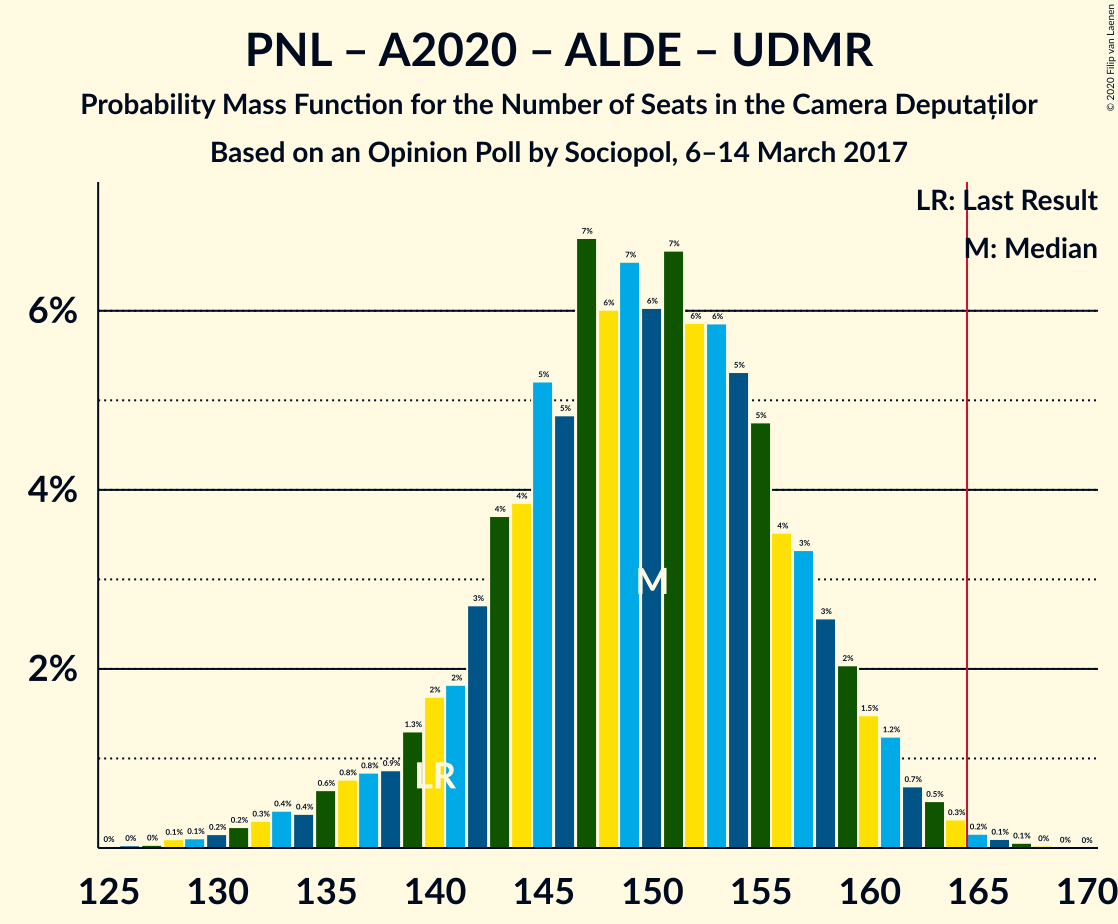 PNL – A2020 – ALDE – UDMR
Probability Mass Function for the Number of Seats in the Camera Deputaților
Based on an Opinion Poll by Sociopol, 6–14 March 2017
© 2020 Filip van Laenen
LR: Last Result
M: Median
6%
4%
2%
0% 0% 0% 0.1% 0.1% 0.2% 0.2% 0.3% 0.4% 0.4% 0.6% 0.8% 0.8% 0.9% 1.3% 2% 2% 3% 4% 4% 5% 5% 7% 6% 7% 6% 7% 6% 6% 5% 5% 4% 3% 3% 2% 1.5% 1.2% 0.7% 0.5% 0.3% 0.2% 0.1% 0.1% 0% 0% 0%
M
LR
125 130 135 140 145 150 155 160 165 170